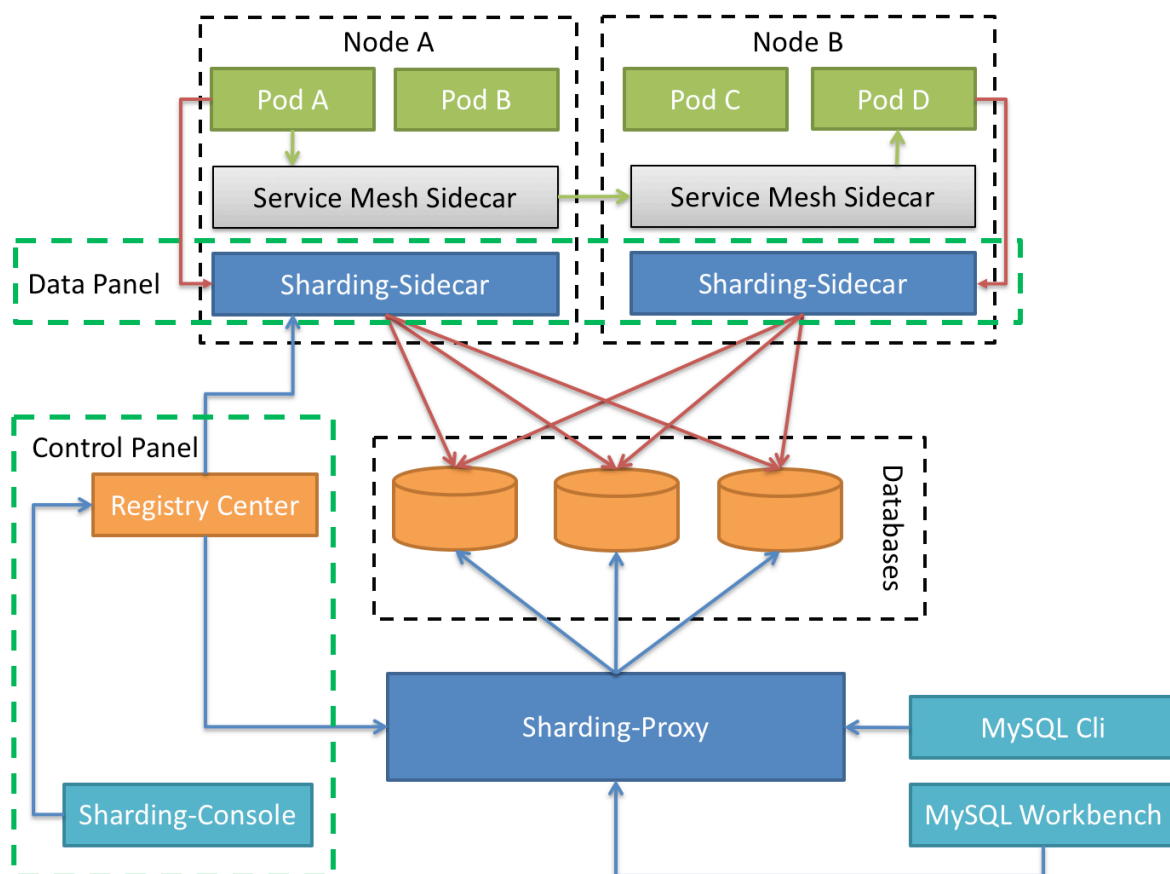 Node A
Node B
Pod A
Pod B
Pod C
Pod D
Service Mesh Sidecar
Service Mesh Sidecar
Data Panel
Sharding-Sidecar
Sharding-Sidecar
Control Panel
Registry Center
Databases
Sharding-Proxy
MySQL Cli
Sharding-Console
MySQL Workbench